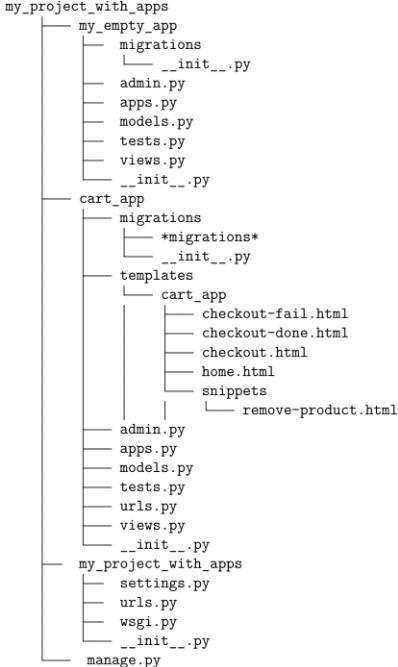 my_project_with_apps
my_empty_app
migrations
__init__.py
admin.py
apps.py
models.py
tests.py
views.py
__init__.py
cart_app
migrations
*migrations*
__init__.py
templates
cart_app
checkout-fail.html
checkout-done.html
checkout.html
home.html
snippets
remove-product.html
admin.py
apps.py
models.py
tests.py
urls.py
views.py
__init__.py
my_project_with_apps
settings.py
urls.py
wsgi.py
__init__.py
manage.py